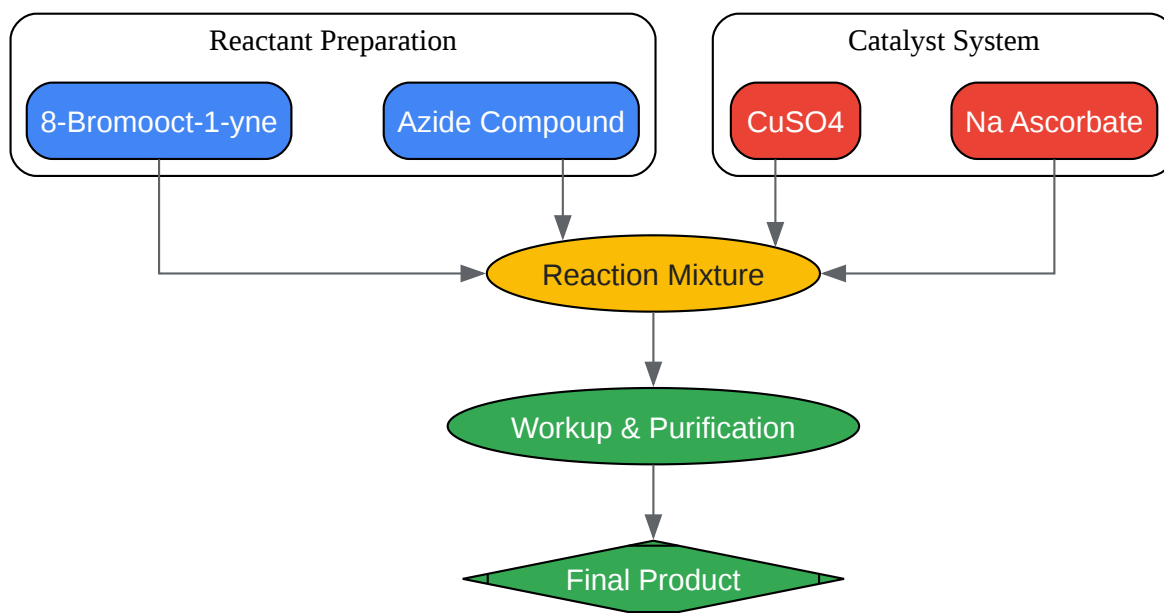 Reactant Preparation
Catalyst System
8-Bromooct-1-yne
Azide Compound
CuSO4
Na Ascorbate
Reaction Mixture
Workup & Purification
Final Product